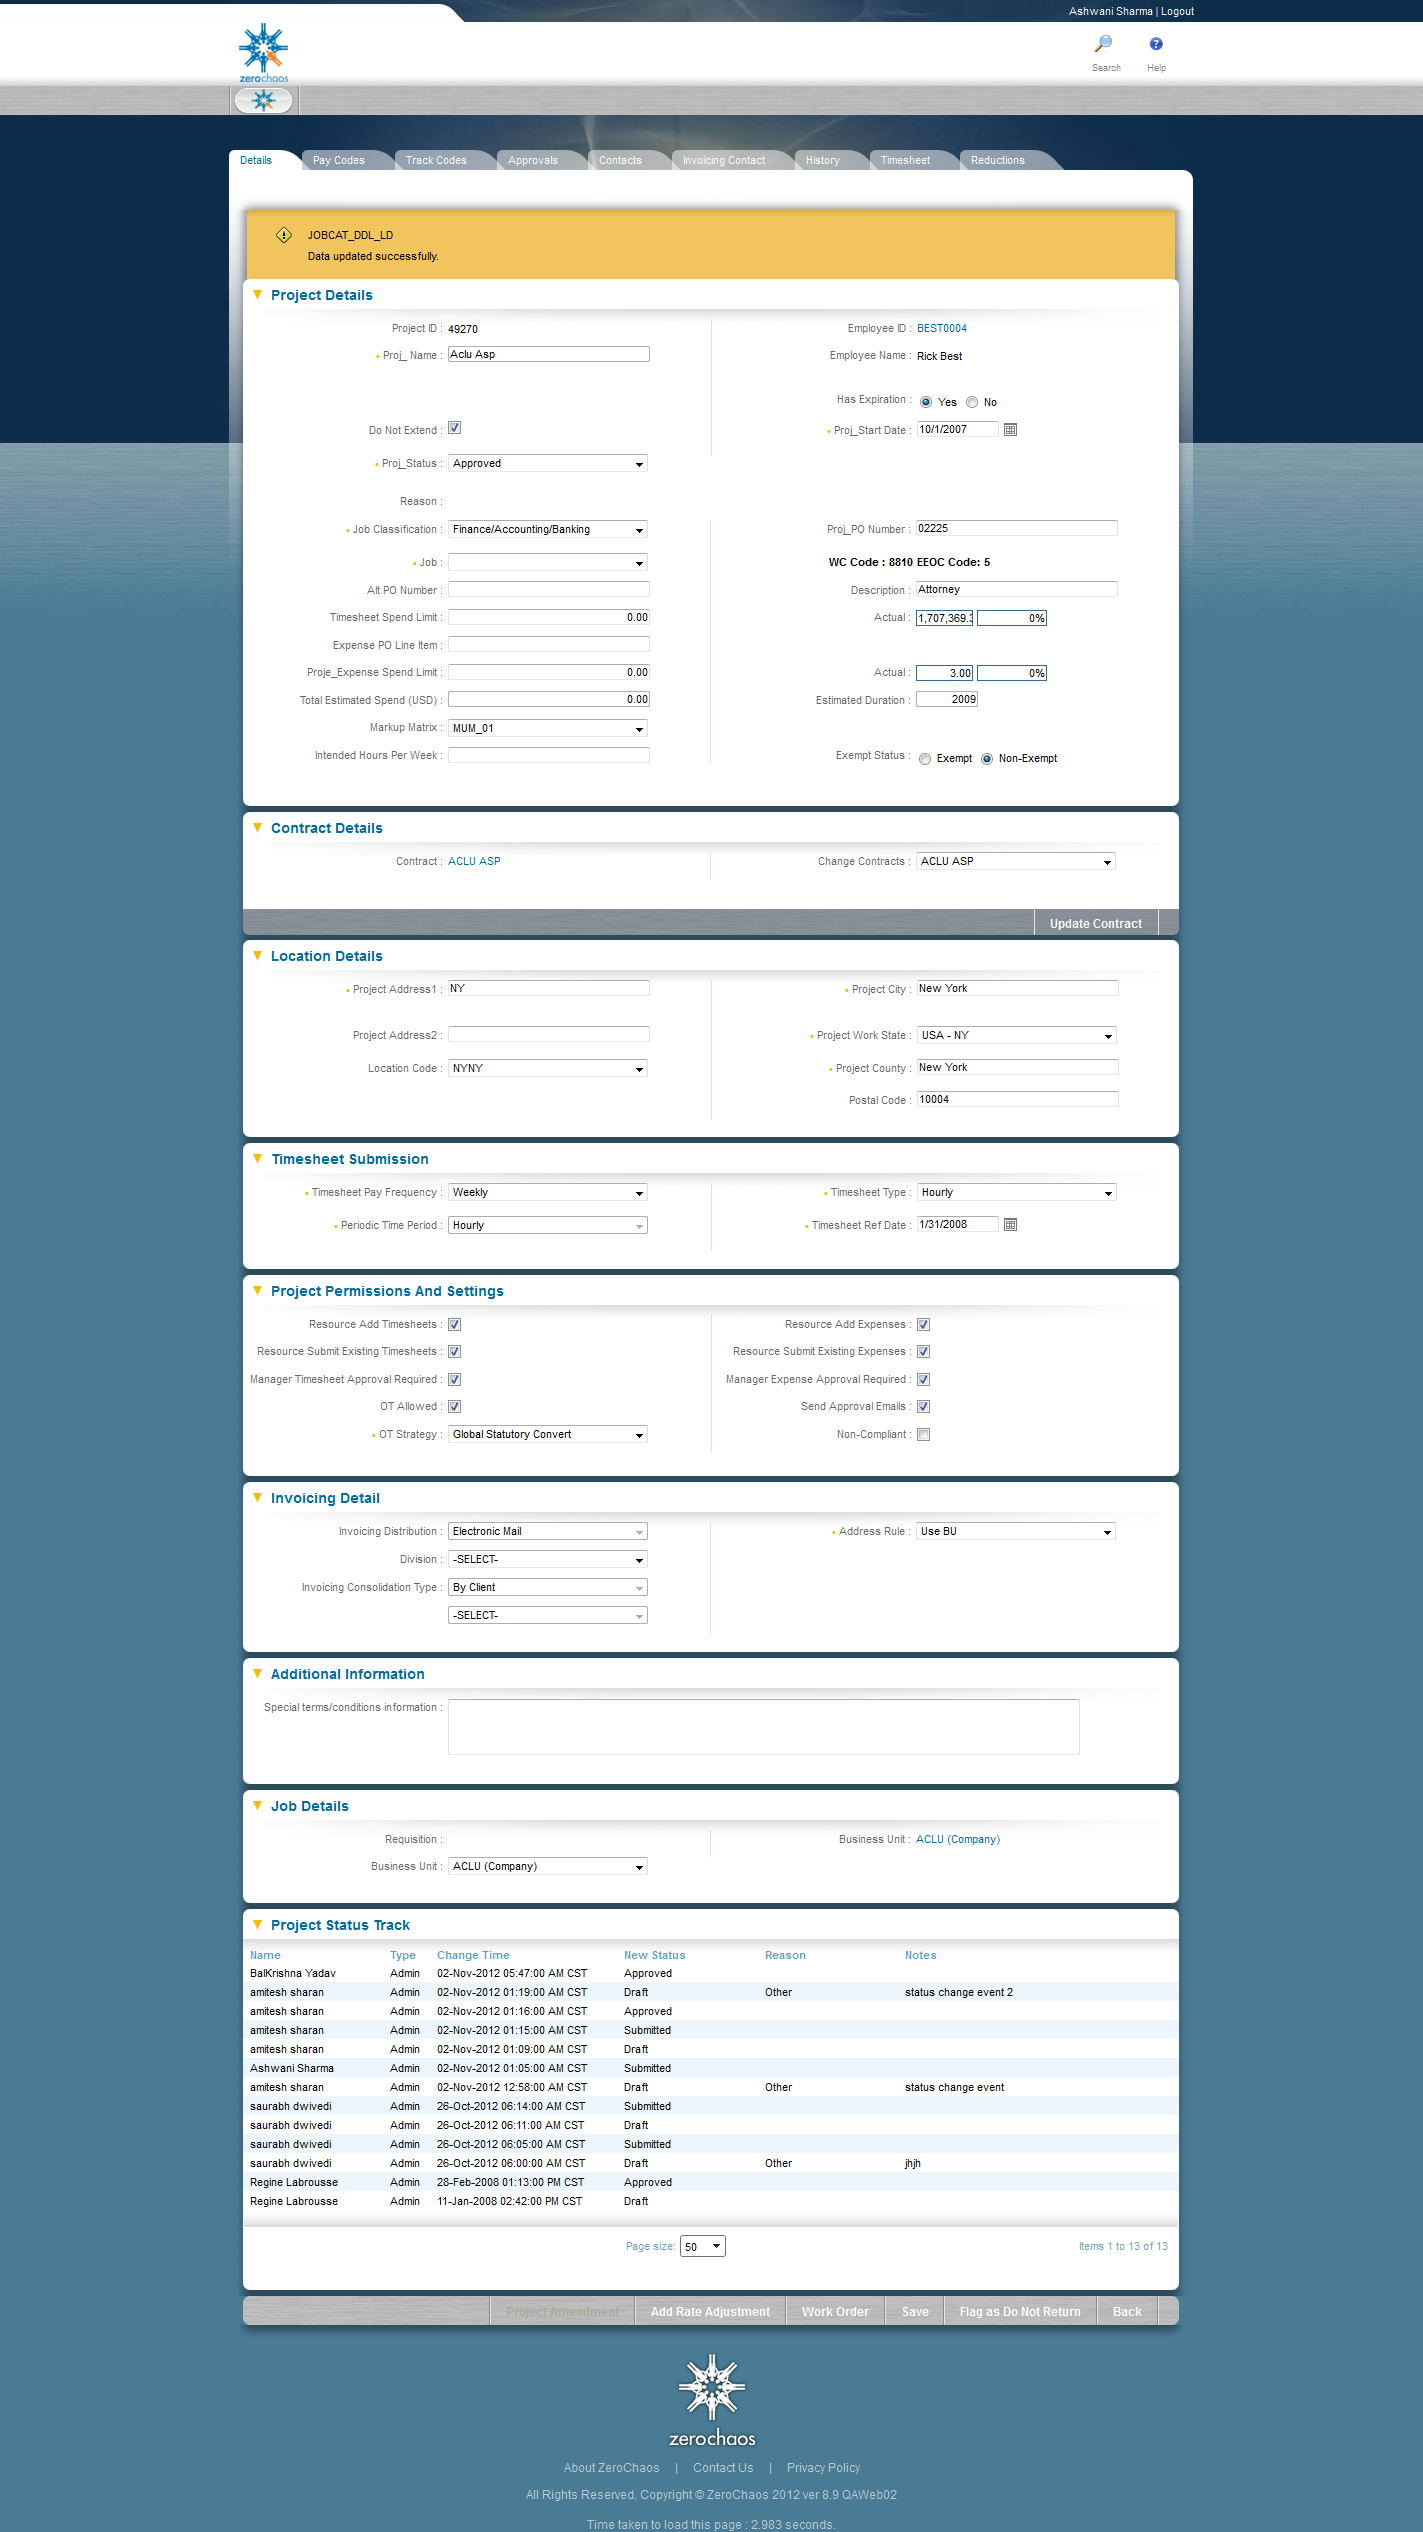 Ashwani Sharma | Logout
zerochaos
Search Help
Details Pay Codes Track Codes Approvals Contacts Invoicing Contact History Timesheet Reductions
JOBCAT_DDL_LD
Data updated successfully.
Project Details
Project ID : 49270 Employee ID : BEST0004
Proj_ Name : Aclu Asp Employee Name : Rick Best
Has Expiration : Yes No
Do Not Extend : Proj_Start Date : 10/1/2007
Proj_Status : Approved
Reason :
Job Classification : Finance/Accounting/Banking Proj_PO Number : 02225
Job : WC Code : 8810 EEOC Code: 5
Alt PO Number : Description : Attorney
Timesheet Spend Limit : 0.00 Actual : 1,707,369.3 0%
Expense PO Line Item :
Proje_Expense Spend Limit : 0.00 Actual : 3.00 0%
Total Estimated Spend (USD) : 0.00 Estimated Duration : 2009
Markup Matrix : MUM_01
Intended Hours Per Week : Exempt Status : Exempt Non-Exempt
Contract Details
Contract : ACLU ASP Change Contracts : ACLU ASP
Update Contract
Location Details
Project Address1 : NY Project City : New York
Project Address2 : Project Work State : USA - NY
Location Code : NYNY Project County : New York
Postal Code : 10004
Timesheet Submission
Timesheet Pay Frequency : Weekly Timesheet Type : Hourly
Periodic Time Period : Hourly Timesheet Ref Date : 1/31/2008
Project Permissions And Settings
Resource Add Timesheets : Resource Add Expenses :
Resource Submit Existing Timesheets : Resource Submit Existing Expenses :
Manager Timesheet Approval Required : Manager Expense Approval Required :
OT Allowed : Send Approval Emails :
OT Strategy : Global Statutory Convert Non-Compliant :
Invoicing Detail
Invoicing Distribution : Electronic Mail Address Rule : Use BU
Division : -SELECT-
Invoicing Consolidation Type : By Client
-SELECT-
Additional Information
Special terms/conditions information :
Job Details
Requisition : Business Unit : ACLU (Company)
Business Unit : ACLU (Company)
Project Status Track
Name Type Change Time New Status Reason Notes
BalKrishna Yadav Admin 02-Nov-2012 05:47:00 AM CST Approved
amitesh sharan Admin 02-Nov-2012 01:19:00 AM CST Draft Other status change event 2
amitesh sharan Admin 02-Nov-2012 01:16:00 AM CST Approved
amitesh sharan Admin 02-Nov-2012 01:15:00 AM CST Submitted
amitesh sharan Admin 02-Nov-2012 01:09:00 AM CST Draft
Ashwani Sharma Admin 02-Nov-2012 01:05:00 AM CST Submitted
amitesh sharan Admin 02-Nov-2012 12:58:00 AM CST Draft Other status change event
saurabh dwivedi Admin 26-Oct-2012 06:14:00 AM CST Submitted
saurabh dwivedi Admin 26-Oct-2012 06:11:00 AM CST Draft
saurabh dwivedi Admin 26-Oct-2012 06:05:00 AM CST Submitted
saurabh dwivedi Admin 26-Oct-2012 06:00:00 AM CST Draft Other jhjh
Regine Labrousse Admin 28-Feb-2008 01:13:00 PM CST Approved
Regine Labrousse Admin 11-Jan-2008 02:42:00 PM CST Draft
Page size: 50 Items 1 to 13 of 13
Project Amendment Add Rate Adjustment Work Order Save Flag as Do Not Return Back
zerochaos
About ZeroChaos | Contact Us | Privacy Policy
All Rights Reserved, Copyright © ZeroChaos 2012 ver 8.9 QAWeb02
Time taken to load this page : 2.983 seconds.